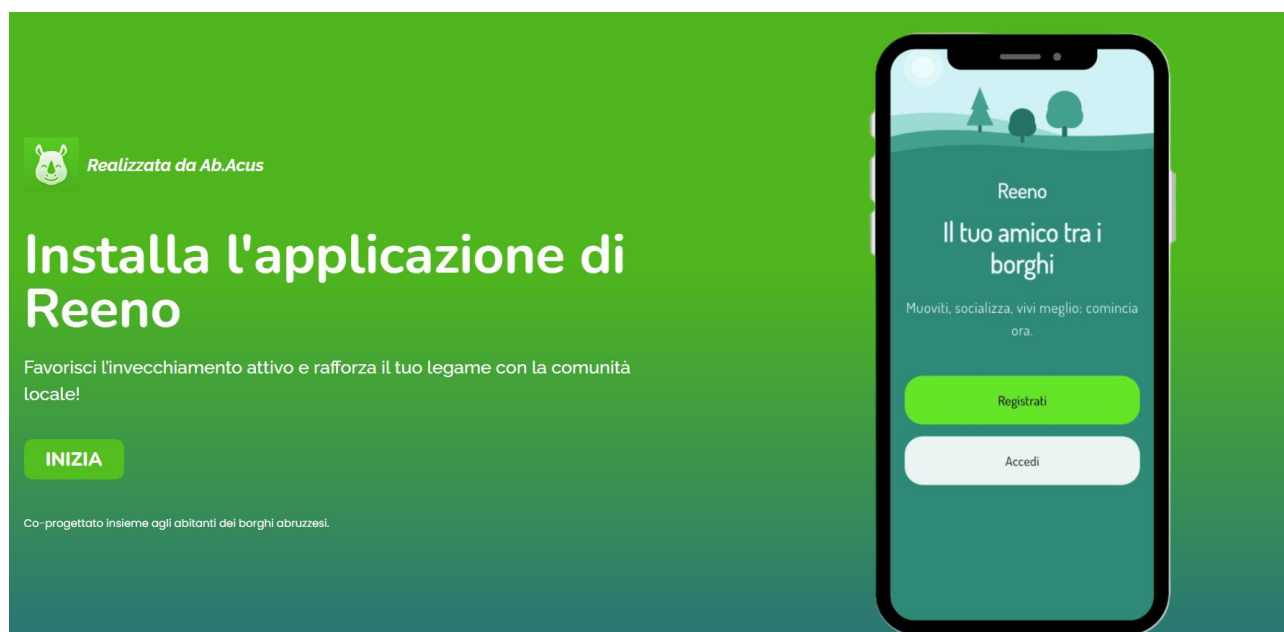 Realizzata da Ab.Acus
Installa l'applicazione di
Reeno
Favorisci l’invecchiamento attivo e rafforza il tuo legame con la comunità
locale!
INIZIA
Co-progettato insieme agli abitanti dei borghi abruzzesi.
Reeno
Il tuo amico tra i
borghi
Muoviti, socializza, vivi meglio: comincia
ora.
Registrati
Accedi